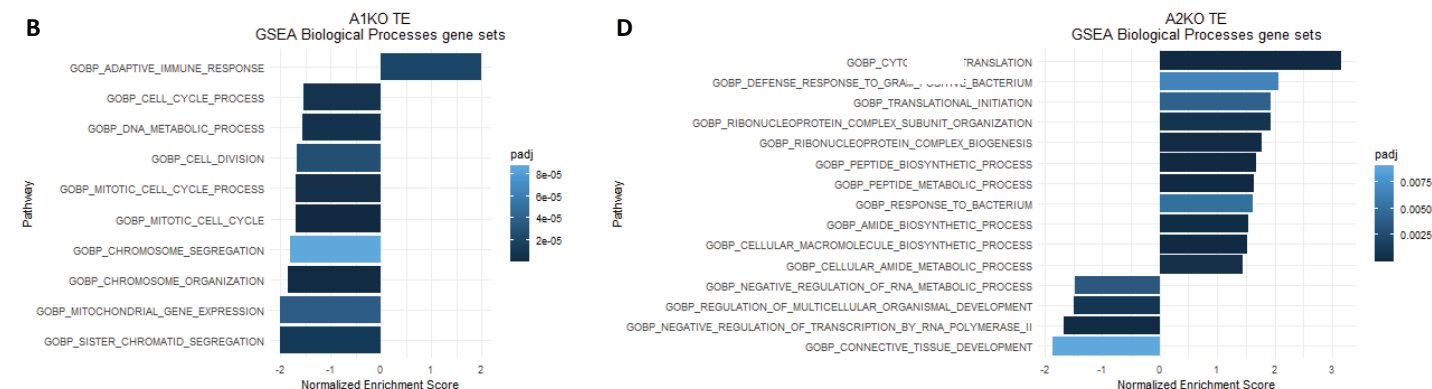 B
A1KO TE
GSEA Biological Processes gene sets
Pathway
GOBP_ADAPTIVE_IMMUNE_RESPONSE
GOBP_CELL_CYCLE_PROCESS
GOBP_DNA_METABOLIC_PROCESS
GOBP_CELL_DIVISION
GOBP_MITOTIC_CELL_CYCLE_PROCESS
GOBP_MITOTIC_CELL_CYCLE
GOBP_CHROMOSOME_SEGREGATION
GOBP_CHROMOSOME_ORGANIZATION
GOBP_MITOCHONDRIAL_GENE_EXPRESSION
GOBP_SISTER_CHROMATID_SEGREGATION
-2 -1 0 1 2
Normalized Enrichment Score
padj
8e-05
6e-05
4e-05
2e-05
D
A2KO TE
GSEA Biological Processes gene sets
Pathway
GOBP_CYTO TRANSLATION
GOBP_DEFENSE_RESPONSE_TO_GRAM_POSITIVE_BACTERIUM
GOBP_TRANSLATIONAL_INITIATION
GOBP_RIBONUCLEOPROTEIN_COMPLEX_SUBUNIT_ORGANIZATION
GOBP_RIBONUCLEOPROTEIN_COMPLEX_BIOGENESIS
GOBP_PEPTIDE_BIOSYNTHETIC_PROCESS
GOBP_PEPTIDE_METABOLIC_PROCESS
GOBP_RESPONSE_TO_BACTERIUM
GOBP_AMIDE_BIOSYNTHETIC_PROCESS
GOBP_CELLULAR_MACROMOLECULE_BIOSYNTHETIC_PROCESS
GOBP_CELLULAR_AMIDE_METABOLIC_PROCESS
GOBP_NEGATIVE_REGULATION_OF_RNA_METABOLIC_PROCESS
GOBP_REGULATION_OF_MULTICELLULAR_ORGANISMAL_DEVELOPMENT
GOBP_NEGATIVE_REGULATION_OF_TRANSCRIPTION_BY_RNA_POLYMERASE_II
GOBP_CONNECTIVE_TISSUE_DEVELOPMENT
-2 -1 0 1 2 3
Normalized Enrichment Score
padj
0.0075
0.0050
0.0025